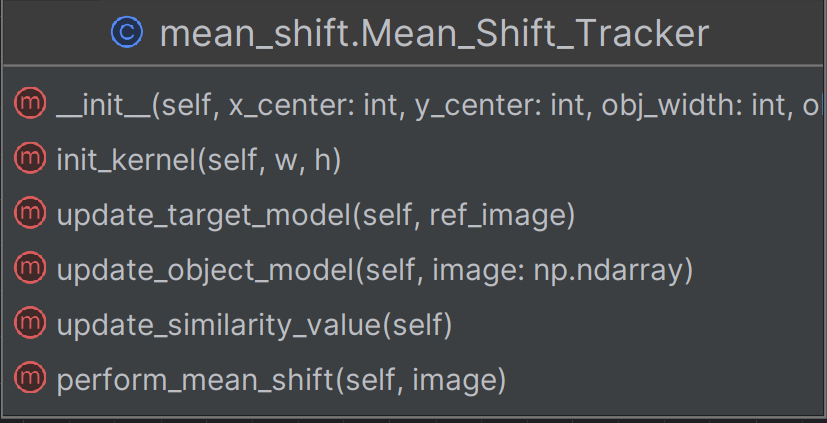 C mean_shift.Mean_Shift_Tracker
m __init__(self, x_center: int, y_center: int, obj_width: int, o
m init_kernel(self, w, h)
m update_target_model(self, ref_image)
m update_object_model(self, image: np.ndarray)
m update_similarity_value(self)
m perform_mean_shift(self, image)